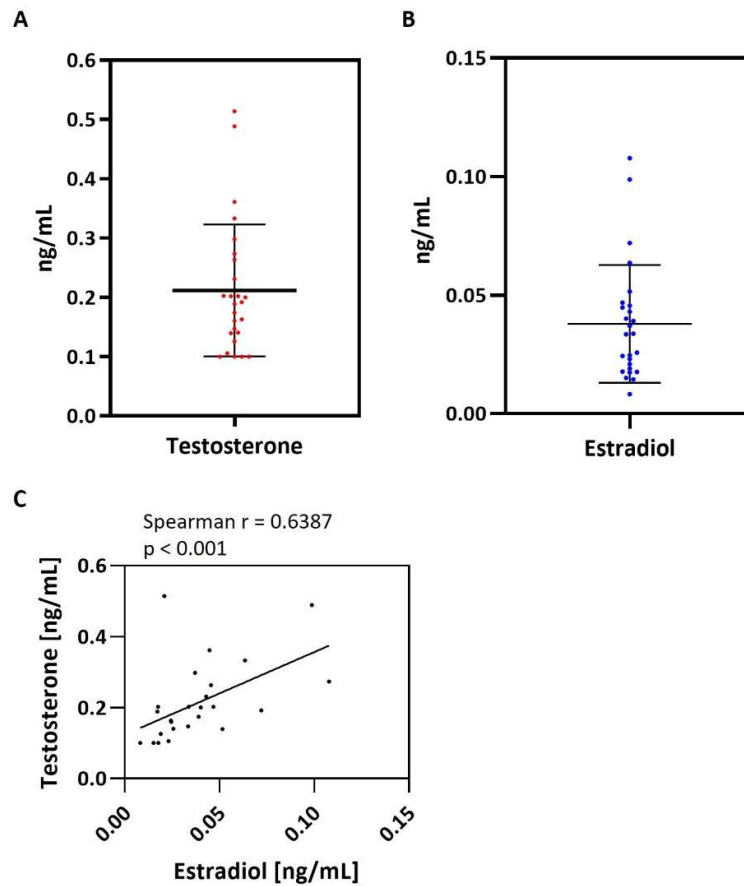 A
0.6
0.5
0.4
0.3
0.2
0.1
0.0
ng/mL
Testosterone
B
0.15
0.10
0.05
0.00
ng/mL
Estradiol
C
Spearman r = 0.6387
p < 0.001
0.6
0.4
0.2
0.0
Testosterone [ng/mL]
0.00
0.05
0.10
0.15
Estradiol [ng/mL]